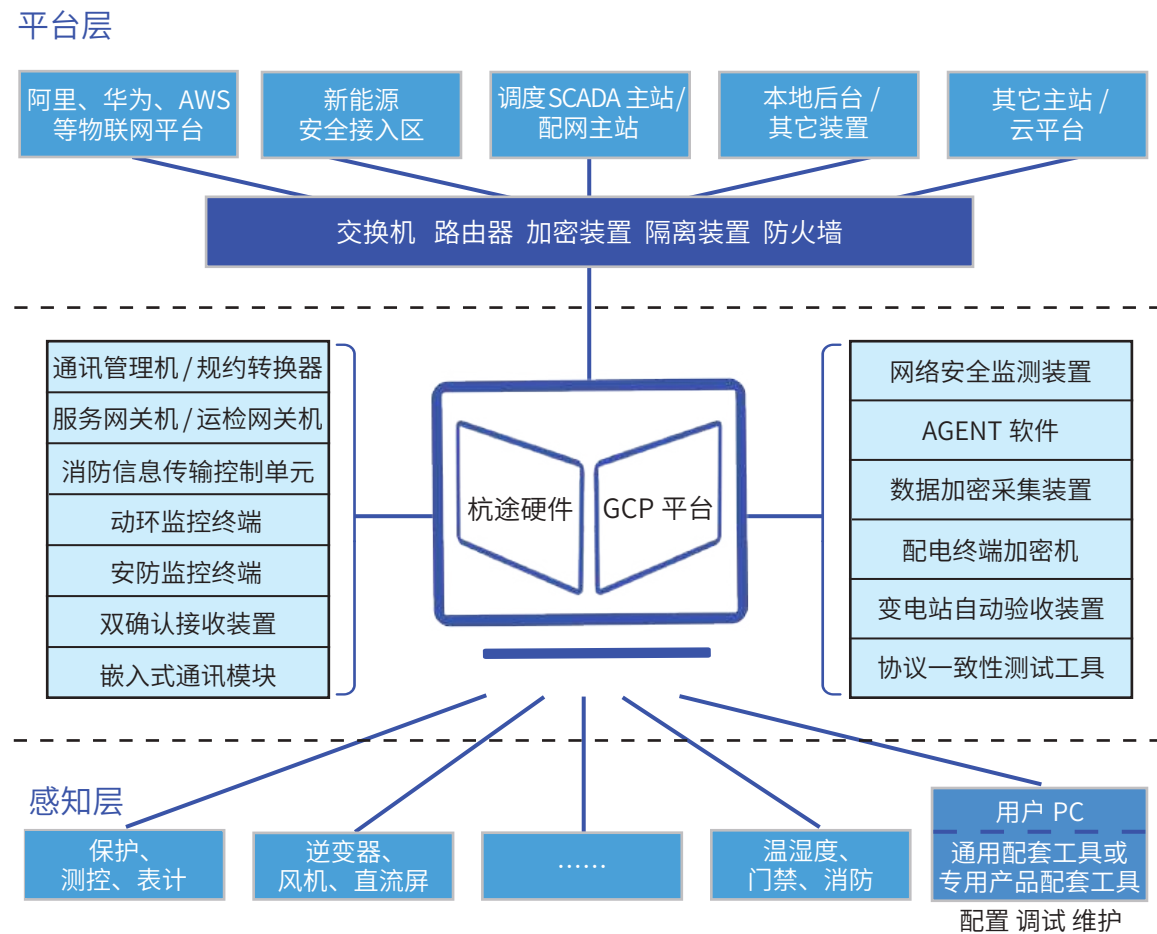 平台层
阿里、华为、AWS
等物联网平台
新能源
安全接入区
调度SCADA 主站/
配网主站
本地后台 /
其它装置
其它主站 /
云平台
交换机 路由器 加密装置 隔离装置 防火墙
通讯管理机/规约转换器
服务网关机/运检网关机
消防信息传输控制单元
动环监控终端
安防监控终端
双确认接收装置
嵌入式通讯模块
杭途硬件
GCP 平台
网络安全监测装置
AGENT 软件
数据加密采集装置
配电终端加密机
变电站自动验收装置
协议一致性测试工具
感知层
保护、
测控、表计
逆变器、
风机、直流屏
……
温湿度、
门禁、消防
用户 PC
通用配套工具或
专用产品配套工具
配置 调试 维护